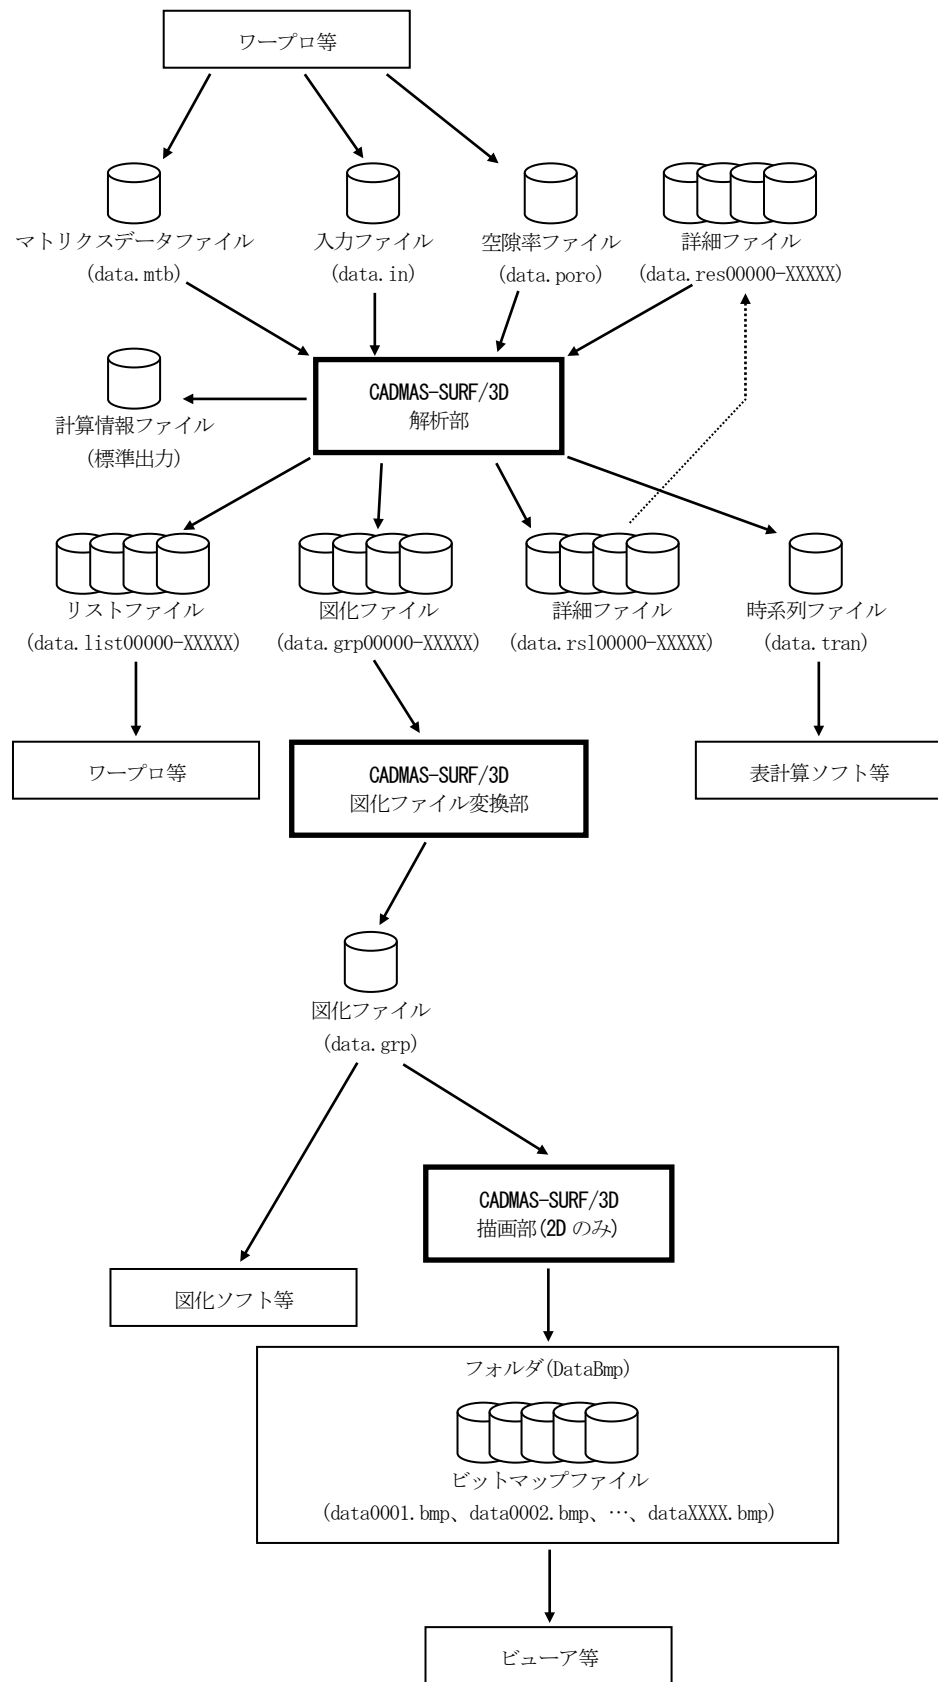 ワープロ等
マトリクスデータファイル
(data.mtb)
入力ファイル
(data.in)
空隙率ファイル
(data.poro)
詳細ファイル
(data.res00000-XXXXX)
計算情報ファイル
(標準出力)
CADMAS-SURF/3D
解析部
リストファイル
(data.list00000-XXXXX)
図化ファイル
(data.grp00000-XXXXX)
詳細ファイル
(data.rsl00000-XXXXX)
時系列ファイル
(data.tran)
ワープロ等
CADMAS-SURF/3D
図化ファイル変換部
表計算ソフト等
図化ファイル
(data.grp)
CADMAS-SURF/3D
描画部(2D のみ)
図化ソフト等
フォルダ(DataBmp)
ビットマップファイル
(data0001.bmp、data0002.bmp、…、dataXXXX.bmp)
ビューア等